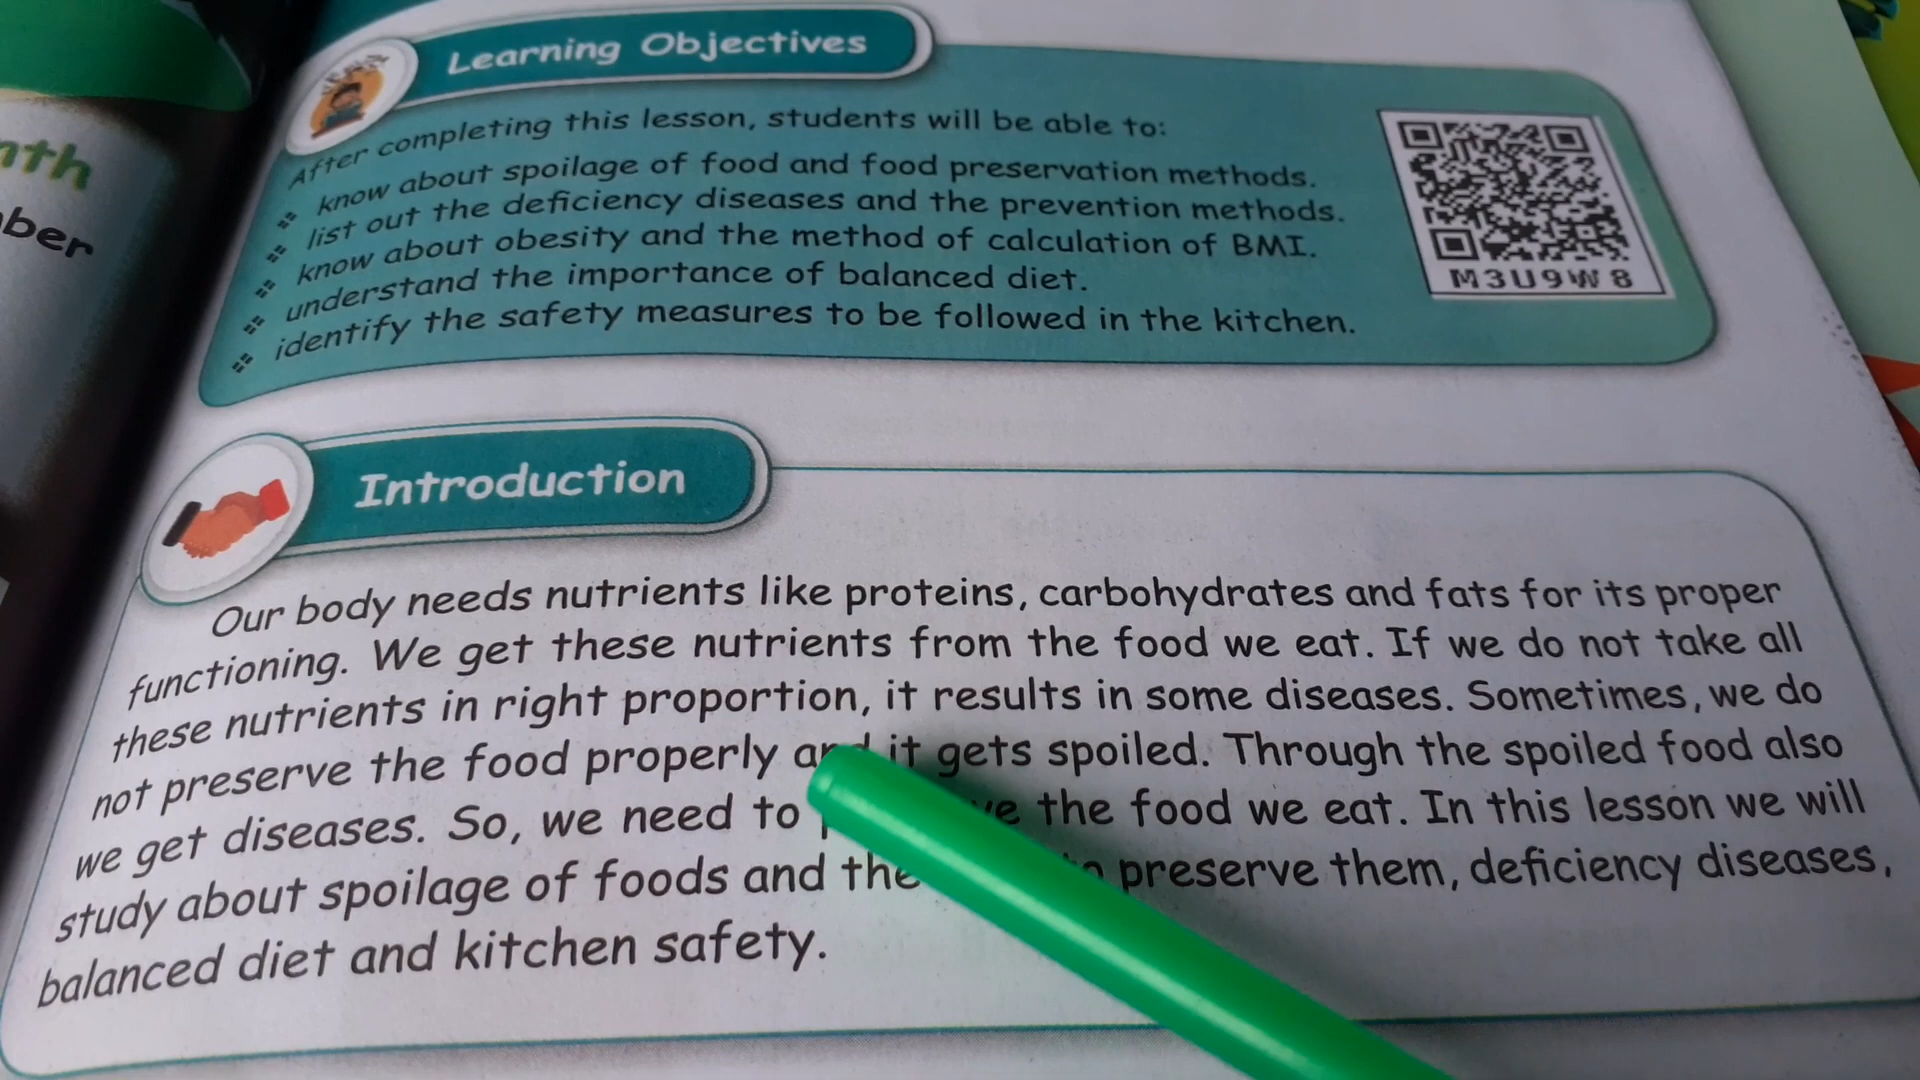 nth
ber
Learning Objectives
After completing this lesson, students will be able to:
know about spoilage of food and food preservation methods.
list out the deficiency diseases and the prevention methods.
know about obesity and the method of calculation of BMI.
understand the importance of balanced diet.
identify the safety measures to be followed in the kitchen.
M3U9W8
Introduction
Our body needs nutrients like proteins, carbohydrates and fats for its proper
functioning. We get these nutrients from the food we eat. If we do not take all
these nutrients in right proportion, it results in some diseases. Sometimes, we do
not preserve the food properly and it gets spoiled. Through the spoiled food also
we get diseases. So, we need to the food we eat. In this lesson we will
study about spoilage of foods and preserve them, deficiency diseases,
balanced diet and kitchen safety.